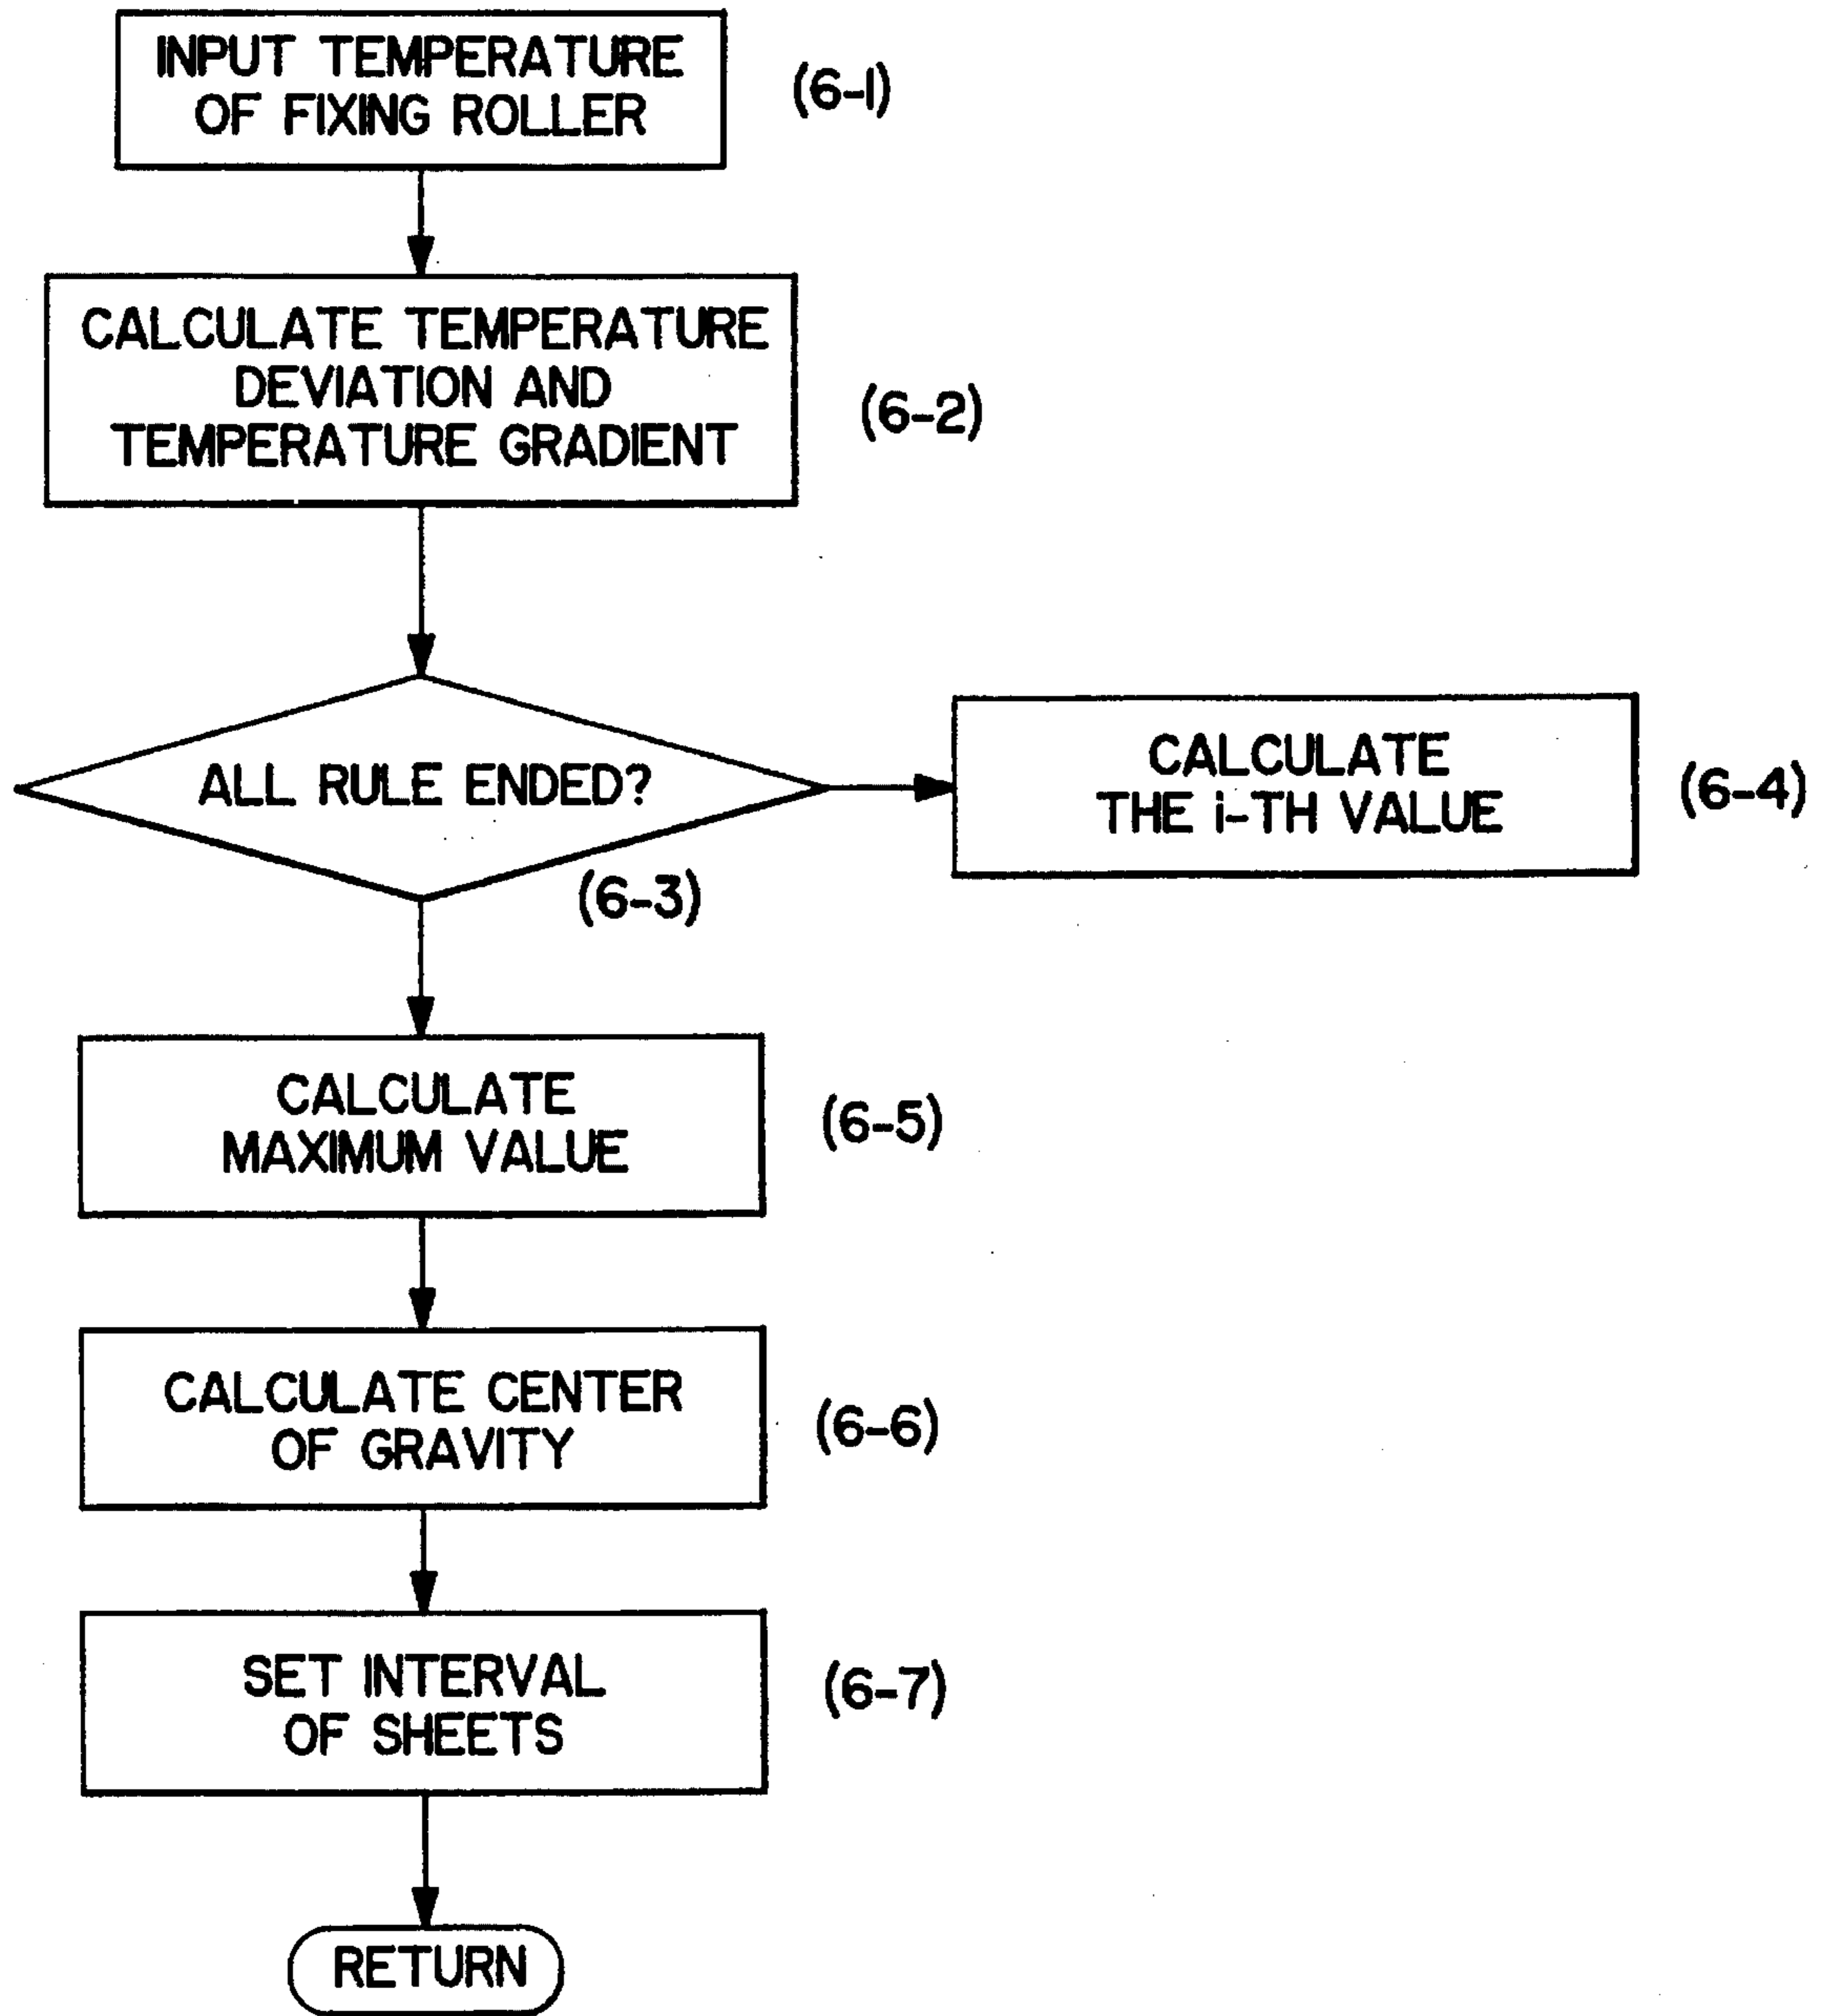 INPUT TEMPERATURE
OF FIXING ROLLER
(6-1)
CALCULATE TEMPERATURE
DEVIATION AND
TEMPERATURE GRADIENT
(6-2)
ALL RULE ENDED?
(6-3)
CALCULATE
THE i-TH VALUE
(6-4)
CALCULATE
MAXIMUM VALUE
(6-5)
CALCULATE CENTER
OF GRAVITY
(6-6)
SET INTERVAL
OF SHEETS
(6-7)
RETURN